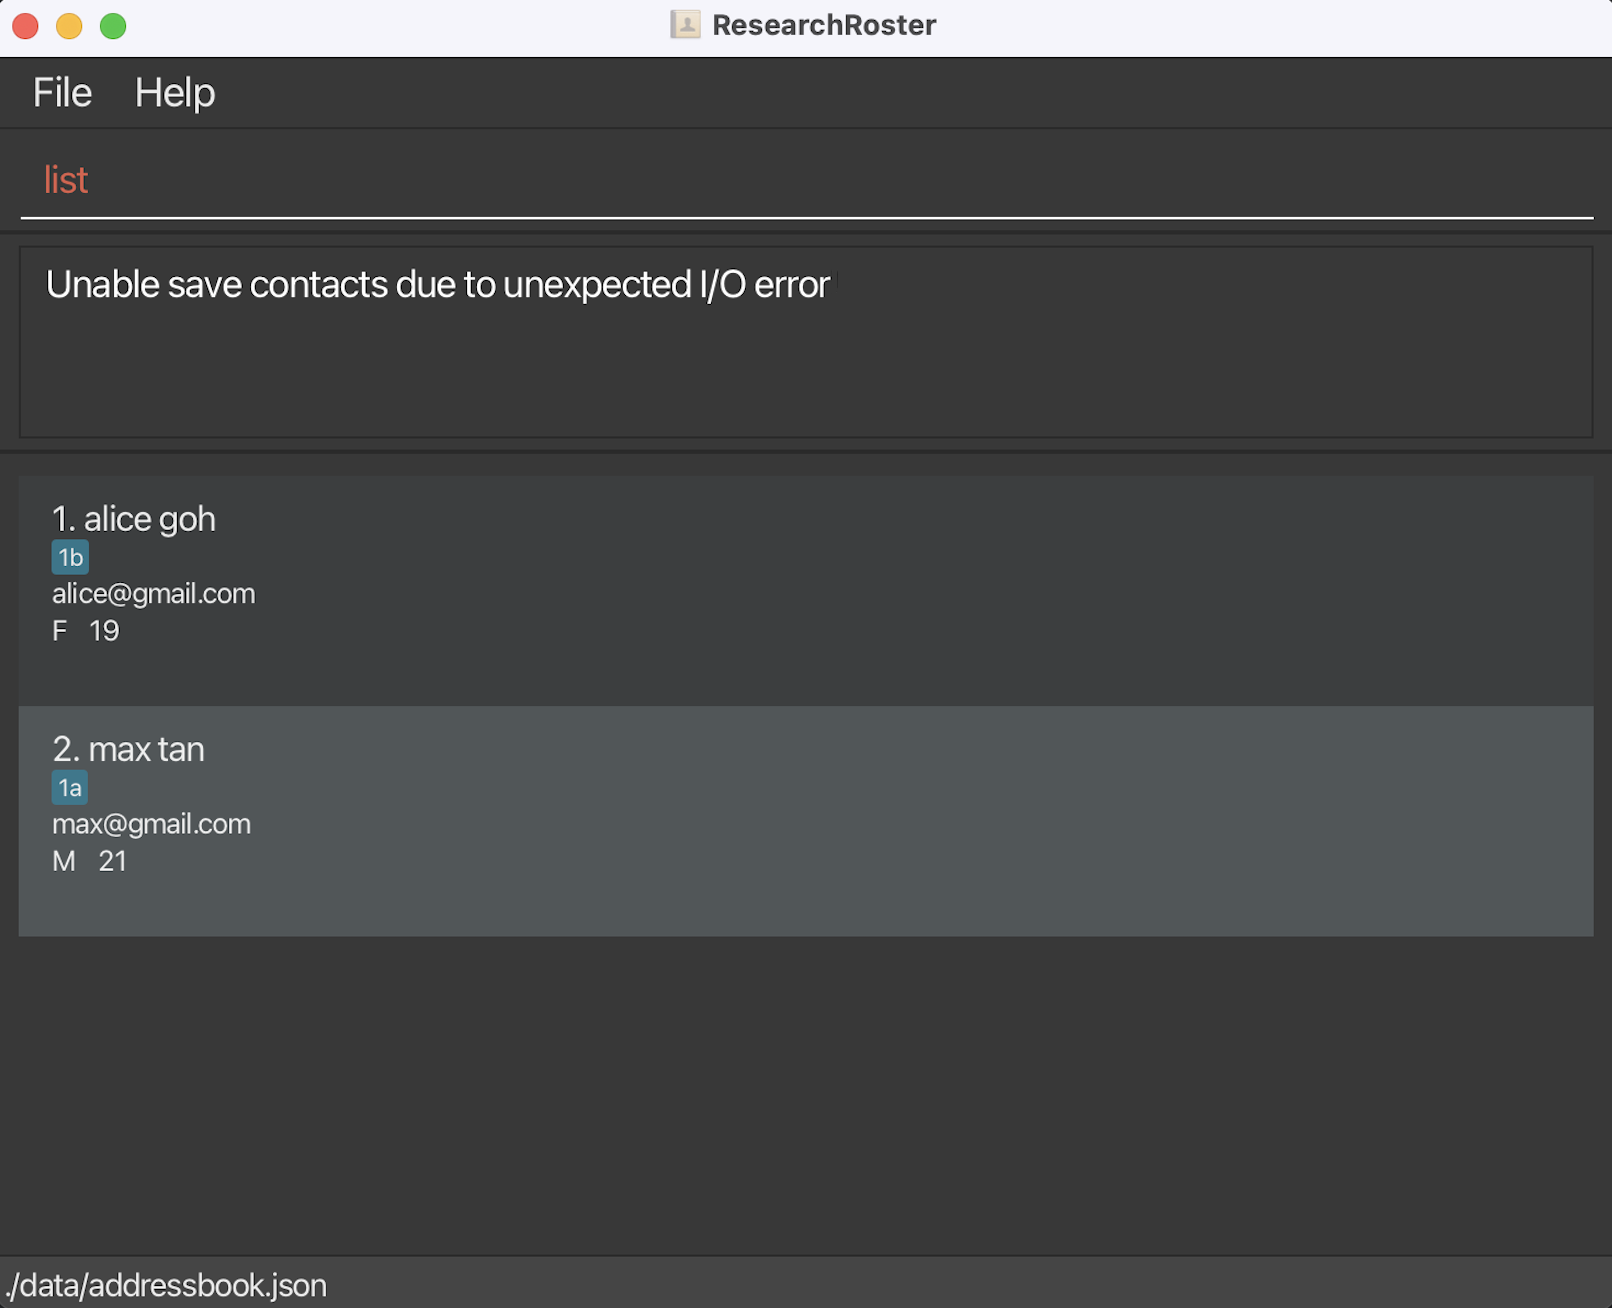 ResearchRoster
File Help
list
Unable save contacts due to unexpected I/O error
1. alice goh
1b
alice@gmail.com
F 19
2. max tan
1a
max@gmail.com
M 21
./data/addressbook.json